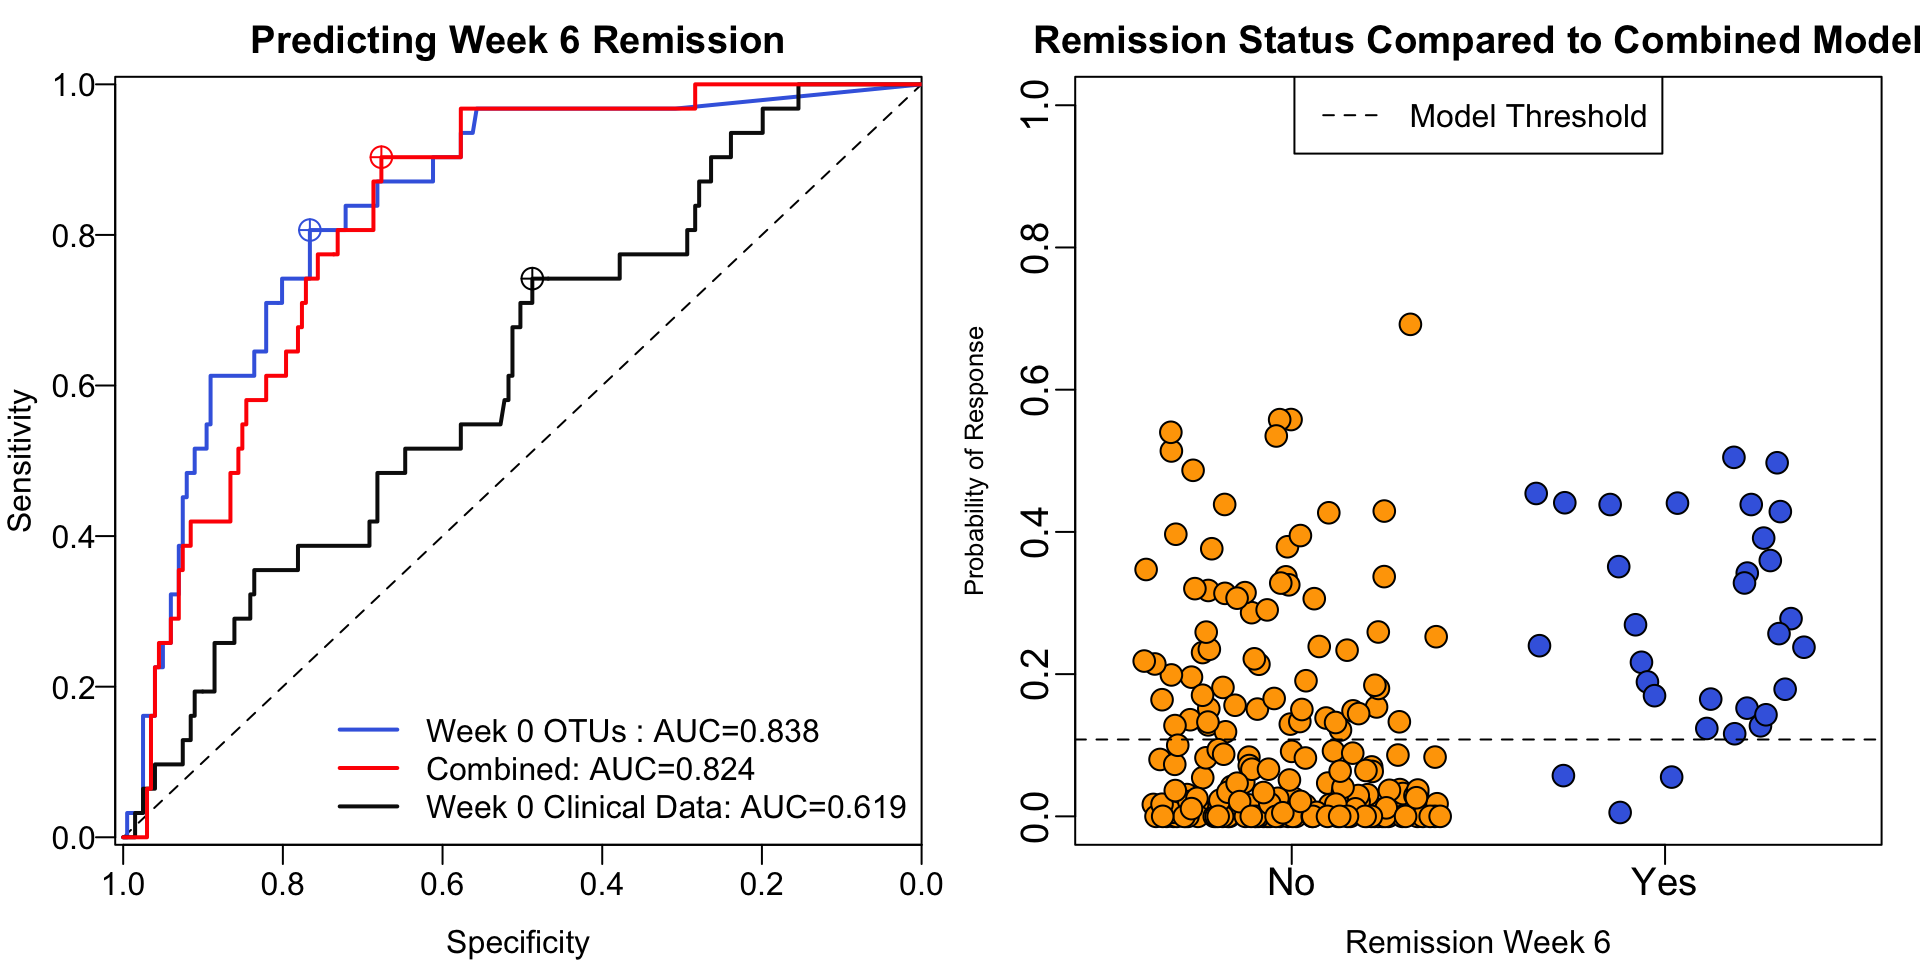 Predicting Week 6 Remission
1.0
0.8
0.6
0.4
0.2
0.0
Sensitivity
Week 0 OTUs : AUC=0.838
Combined: AUC=0.824
Week 0 Clinical Data: AUC=0.619
1.0 0.8 0.6 0.4 0.2 0.0
Specificity
Remission Status Compared to Combined Model
Model Threshold
1.0
0.8
0.6
0.4
0.2
0.0
Probability of Response
No Yes
Remission Week 6